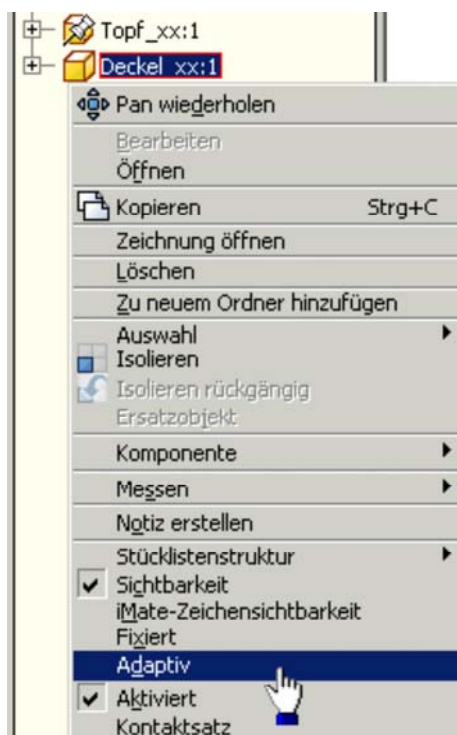 Topf_xx:1
Deckel_xx:1
Pan wiederholen
Bearbeiten
Öffnen
Kopieren Strg+C
Zeichnung öffnen
Löschen
Zu neuem Ordner hinzufügen
Auswahl
Isolieren
Isolieren rückgängig
Ersatzobjekt
Komponente
Messen
Notiz erstellen
Stücklistenstruktur
Sichtbarkeit
iMate-Zeichensichtbarkeit
Fixiert
Adaptiv
Aktiviert
Kontaktsatz